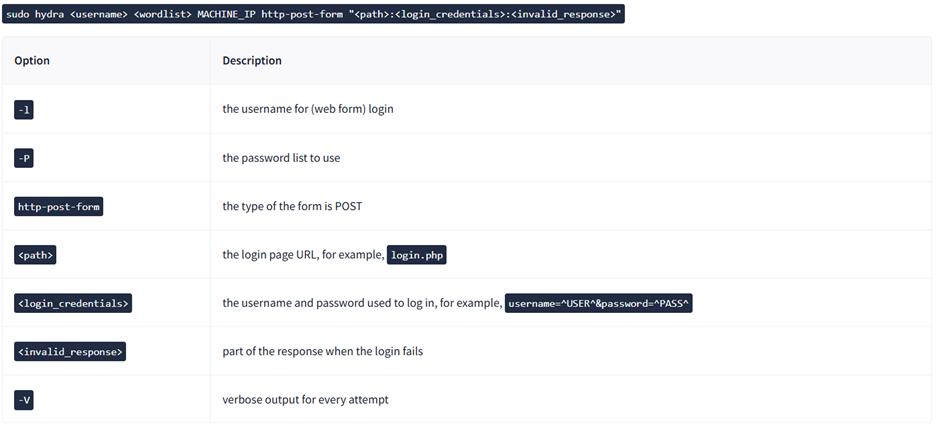 sudo hydra <username> <wordlist> MACHINE_IP http-post-form "<path>:<login_credentials>:<invalid_response>"
Option Description
-l the username for (web form) login
-P the password list to use
http-post-form the type of the form is POST
<path> the login page URL, for example, login.php
<login_credentials> the username and password used to log in, for example, username=^USER^&password=^PASS^
<invalid_response> part of the response when the login fails
-V verbose output for every attempt